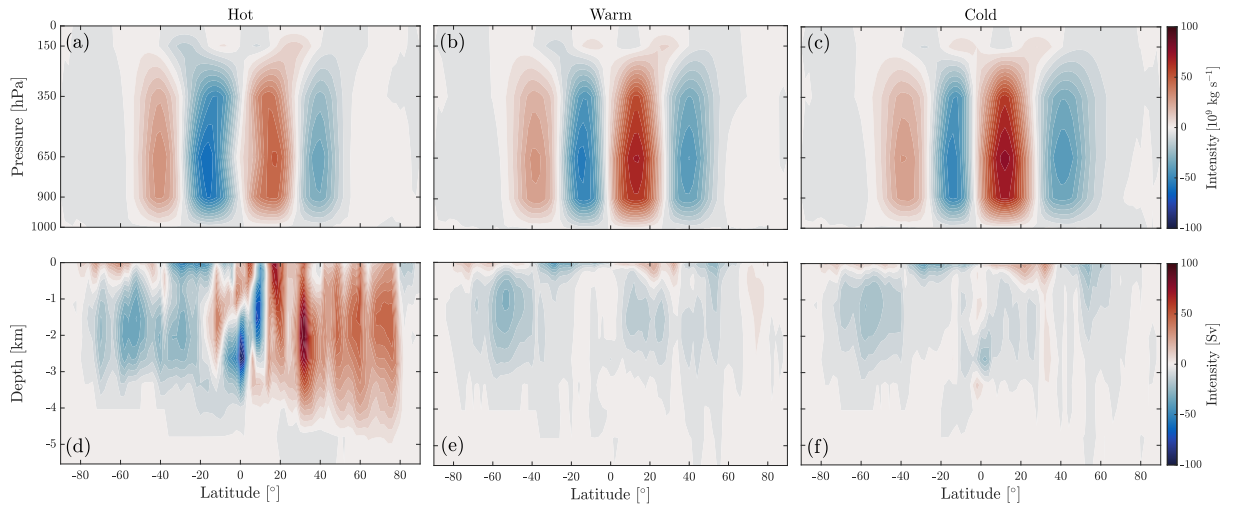 Hot
Warm
Cold
(a)
(b)
(c)
0
150
350
650
900
1000
Pressure [hPa]
100
50
0
-50
-100
Intensity [10⁹ kg s⁻¹]
(d)
(e)
(f)
0
-1
-2
-3
-4
-5
Depth [km]
-80 -60 -40 -20 0 20 40 60 80
-80 -60 -40 -20 0 20 40 60 80
-80 -60 -40 -20 0 20 40 60 80
Latitude [°]
Latitude [°]
Latitude [°]
100
50
0
-50
-100
Intensity [Sv]